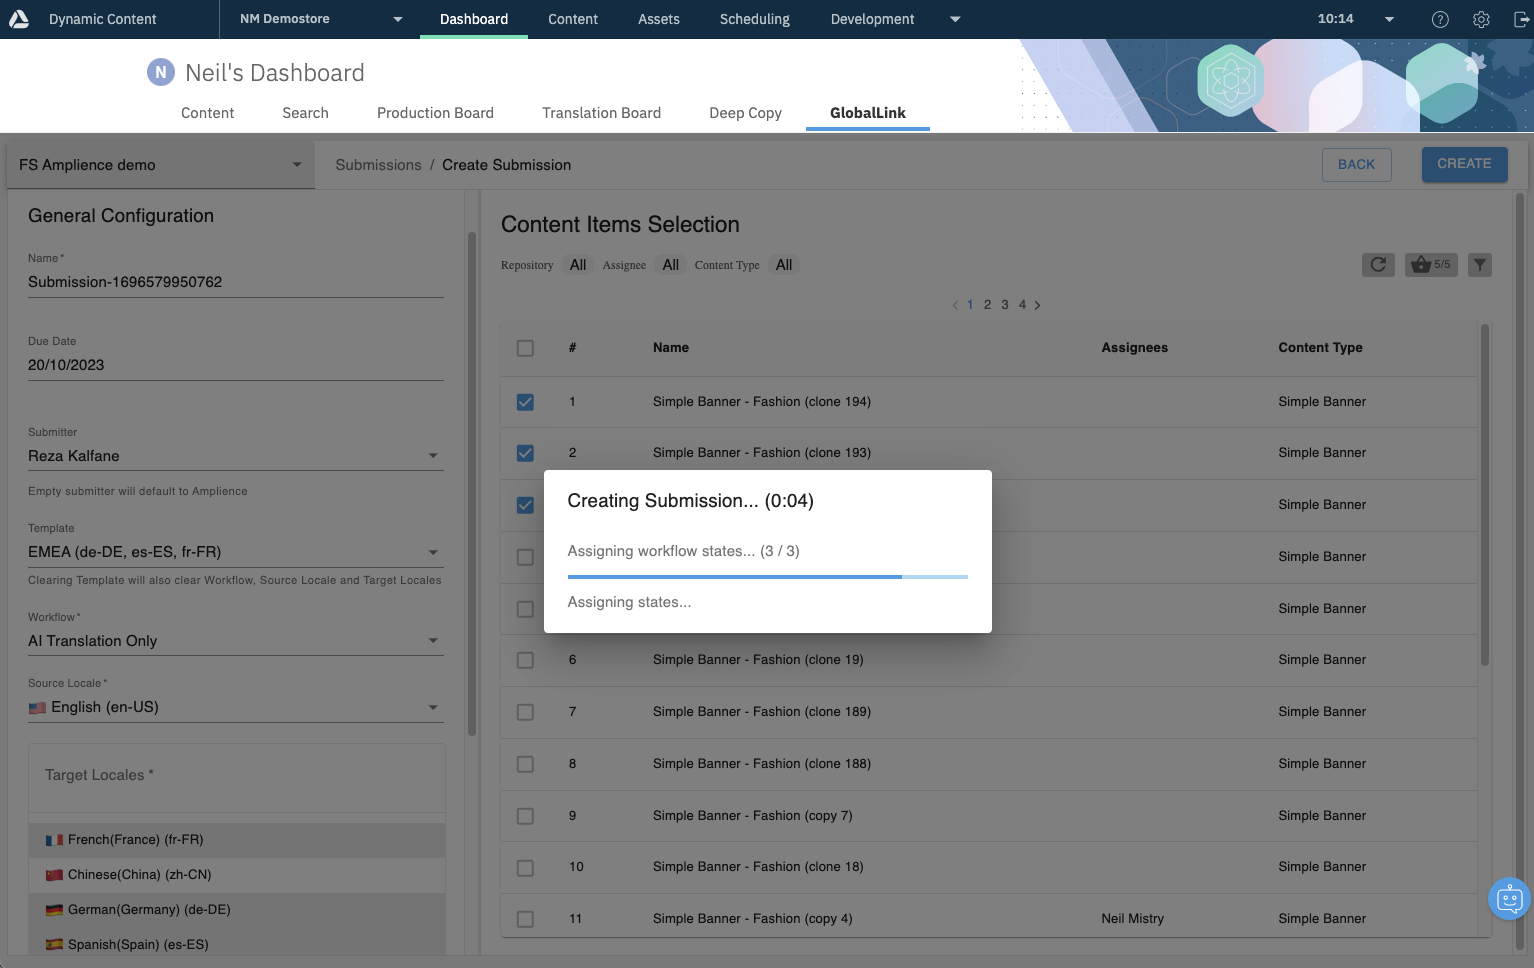 Dynamic Content
NM Demostore
Dashboard
Content
Assets
Scheduling
Development
10:14
N
Neil's Dashboard
Content
Search
Production Board
Translation Board
Deep Copy
GlobalLink
FS Amplience demo
Submissions / Create Submission
BACK
CREATE
General Configuration
Name *
Submission-1696579950762
Due Date
20/10/2023
Submitter
Reza Kalfane
Empty submitter will default to Amplience
Template
EMEA (de-DE, es-ES, fr-FR)
Clearing Template will also clear Workflow, Source Locale and Target Locales
Workflow *
AI Translation Only
Source Locale *
English (en-US)
Target Locales *
French(France) (fr-FR)
Chinese(China) (zh-CN)
German(Germany) (de-DE)
Spanish(Spain) (es-ES)
Content Items Selection
Repository All Assignee All Content Type All
5/5
< 1 2 3 4 >
# Name Assignees Content Type
1 Simple Banner - Fashion (clone 194) Simple Banner
2 Simple Banner - Fashion (clone 193) Simple Banner
Simple Banner
Simple Banner
Simple Banner
6 Simple Banner - Fashion (clone 19) Simple Banner
7 Simple Banner - Fashion (clone 189) Simple Banner
8 Simple Banner - Fashion (clone 188) Simple Banner
9 Simple Banner - Fashion (copy 7) Simple Banner
10 Simple Banner - Fashion (clone 18) Simple Banner
11 Simple Banner - Fashion (copy 4) Neil Mistry Simple Banner
Creating Submission... (0:04)
Assigning workflow states... (3 / 3)
Assigning states...